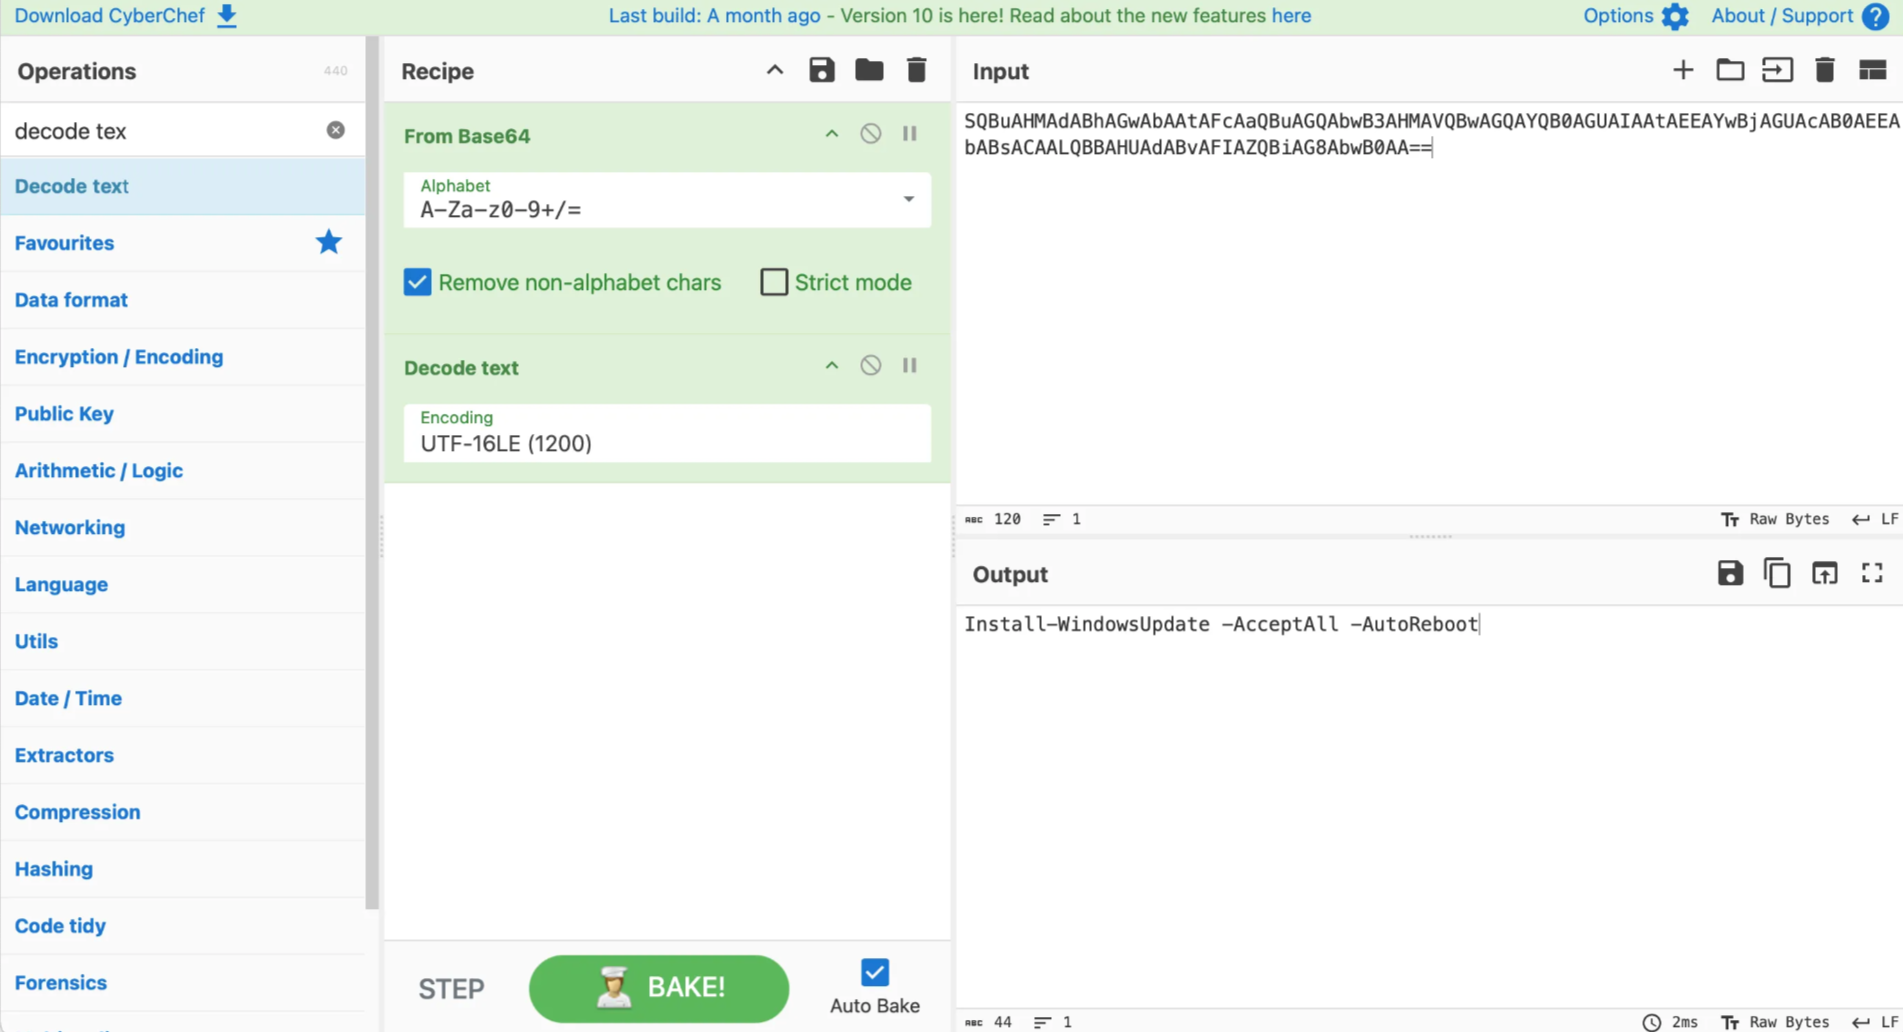 Download CyberChef
Last build: A month ago - Version 10 is here! Read about the new features here
Options
About / Support
Operations
440
decode tex
Decode text
Favourites
Data format
Encryption / Encoding
Public Key
Arithmetic / Logic
Networking
Language
Utils
Date / Time
Extractors
Compression
Hashing
Code tidy
Forensics
Recipe
From Base64
Alphabet
A-Za-z0-9+/=
Remove non-alphabet chars
Strict mode
Decode text
Encoding
UTF-16LE (1200)
STEP
BAKE!
Auto Bake
Input
SQBuAHMAdABhAGwAbAAtAFcAaQBuAGQAbwB3AHMAVQBwAGQAYQB0AGUAIAAtAEEAYwBjAGUAcAB0AEEA
bABsACAALQBBAHUAdABvAFIAZQBiAG8AbwB0AA==
ABC 120
1
Tт Raw Bytes
LF
Output
Install-WindowsUpdate -AcceptAll -AutoReboot
ABC 44
1
2ms
Tт Raw Bytes
LF